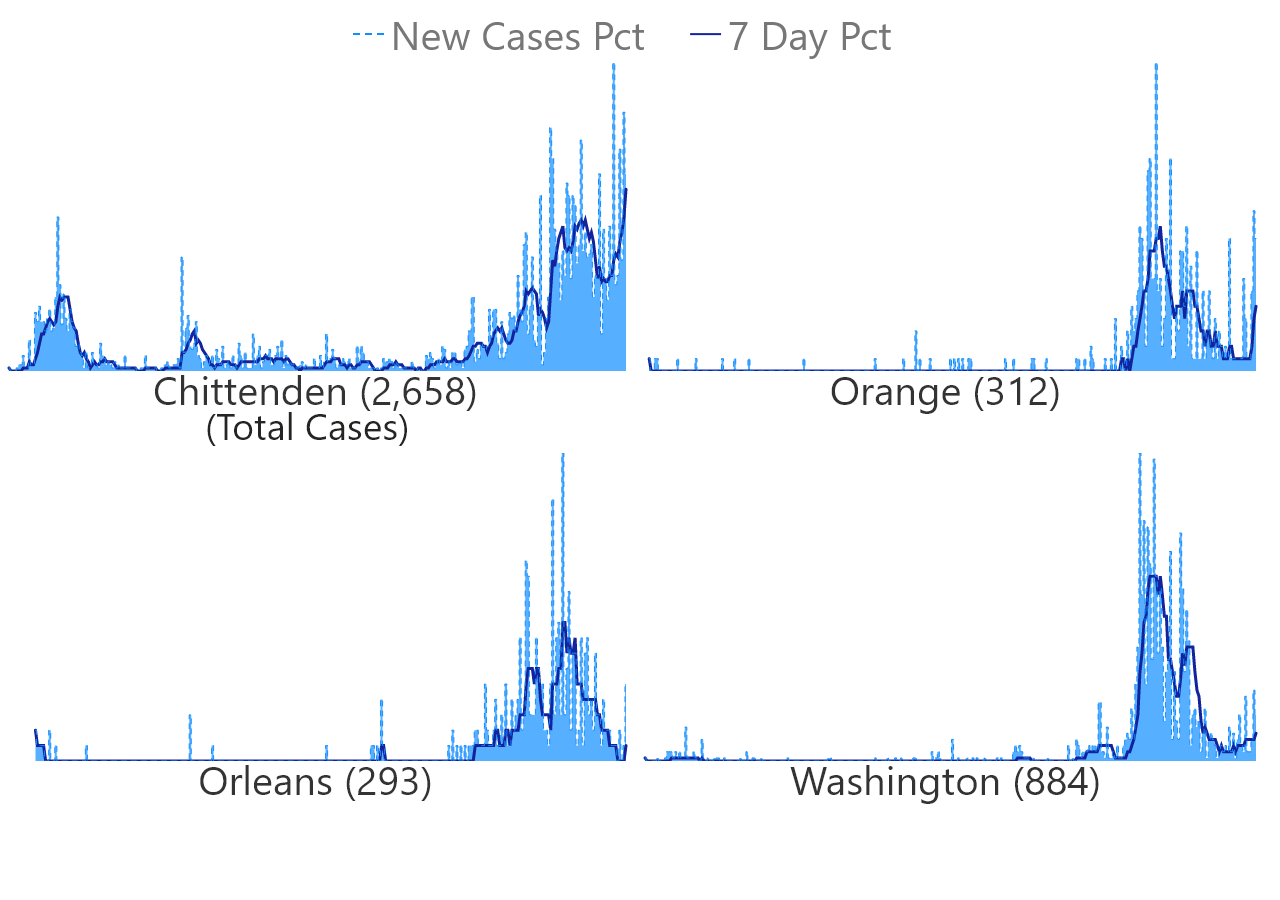 New Cases Pct 7 Day Pct
Chittenden (2,658)
(Total Cases)
Orange (312)
Orleans (293)
Washington (884)